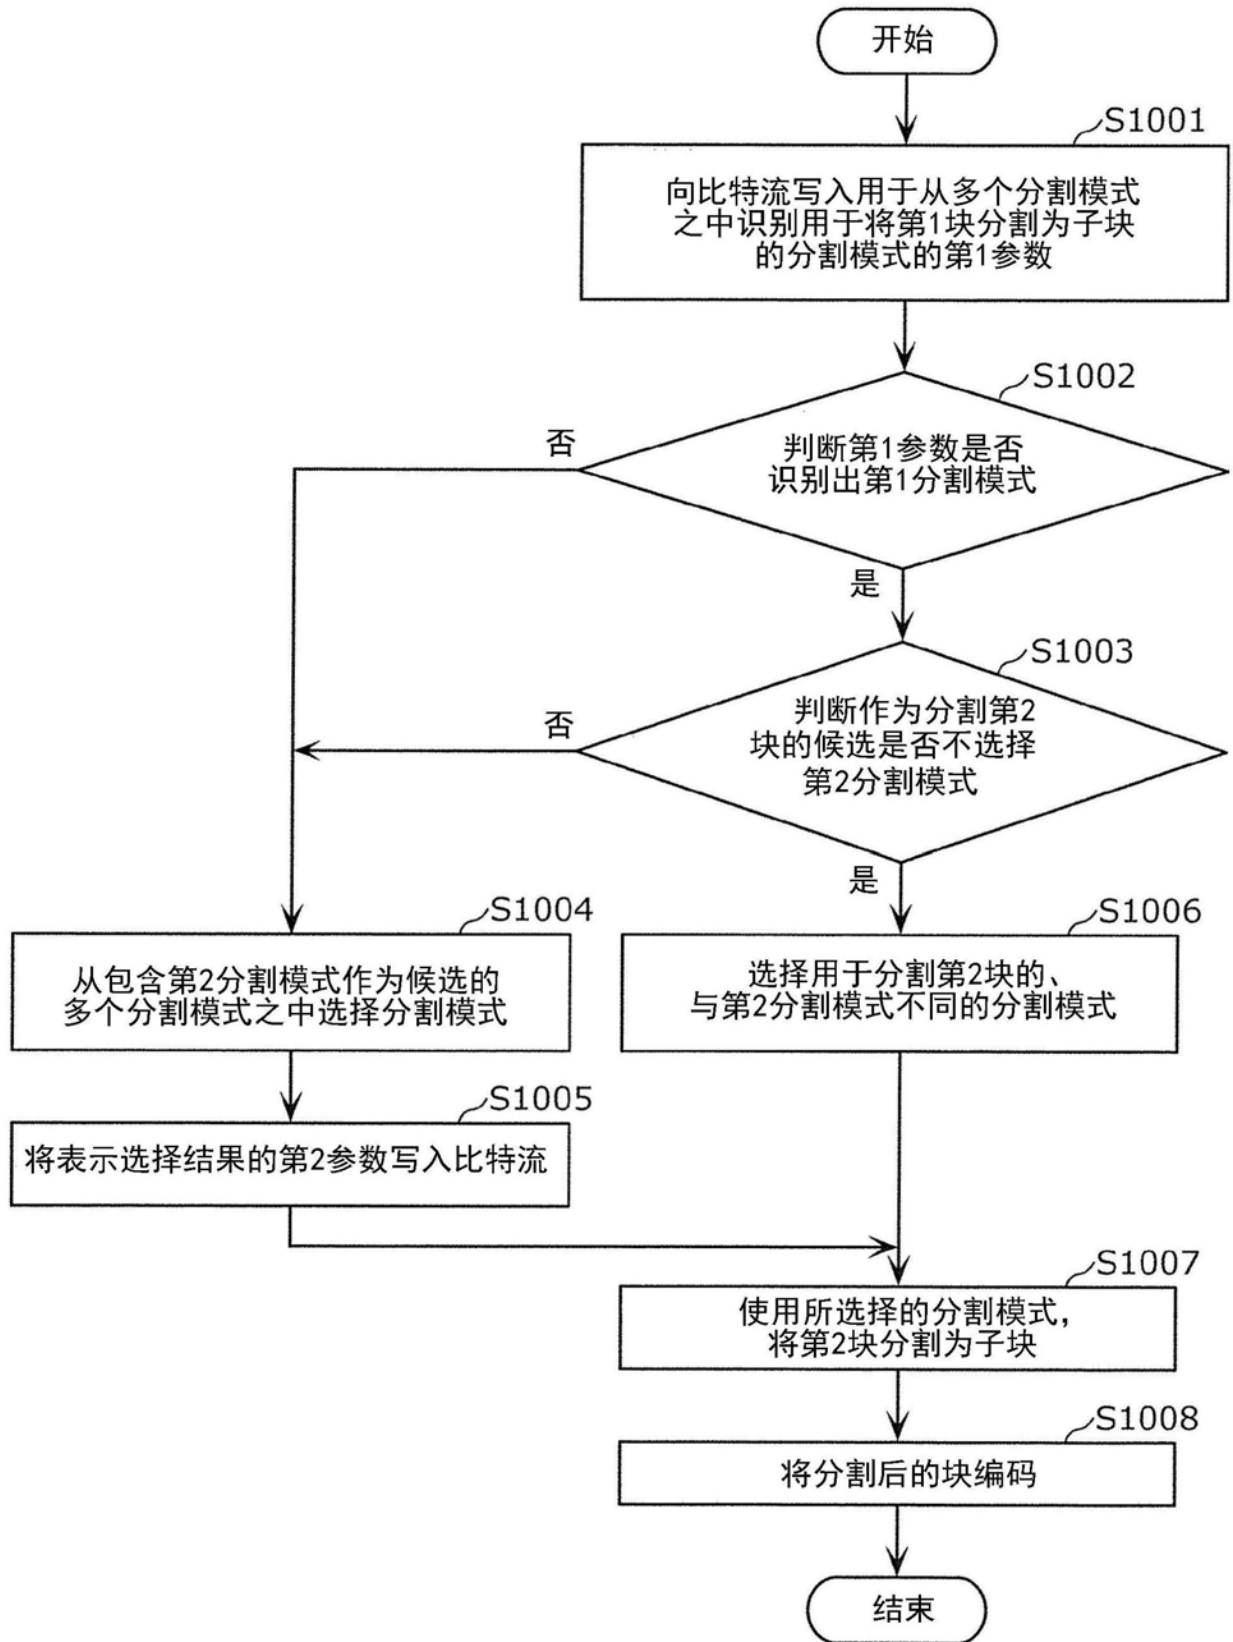 开始
S1001
向比特流写入用于从多个分割模式
之中识别用于将第1块分割为子块
的分割模式的第1参数
S1002
否
判断第1参数是否
识别出第1分割模式
是
S1003
否
判断作为分割第2
块的候选是否不选择
第2分割模式
是
S1004
从包含第2分割模式作为候选的
多个分割模式之中选择分割模式
S1006
选择用于分割第2块的、
与第2分割模式不同的分割模式
S1005
将表示选择结果的第2参数写入比特流
S1007
使用所选择的分割模式，
将第2块分割为子块
S1008
将分割后的块编码
结束